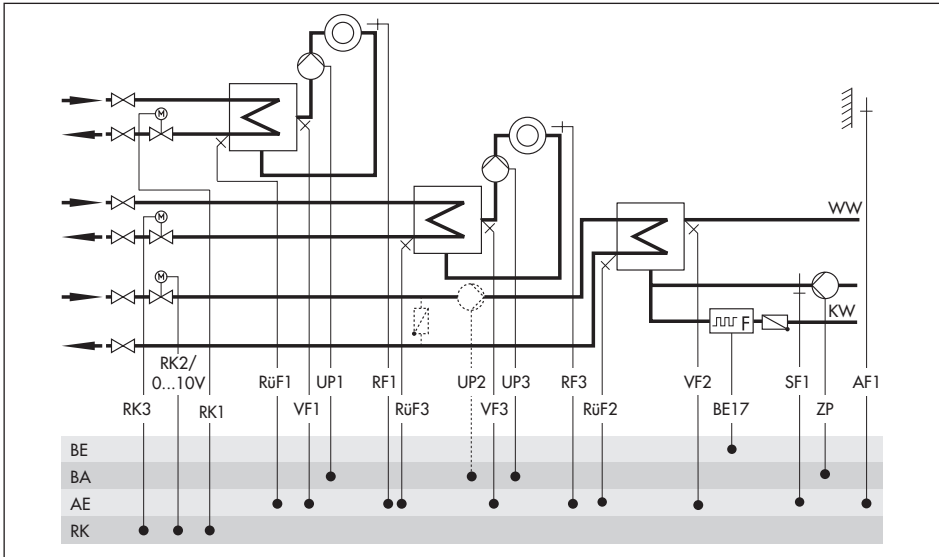 M
M
M
WW
F
KW
RK2/
0...10V
RüF1
UP1
RF1
UP2
UP3
RF3
VF2
SF1
AF1
RK3
RK1
VF1
RüF3
VF3
RüF2
BE17
ZP
BE
BA
AE
RK